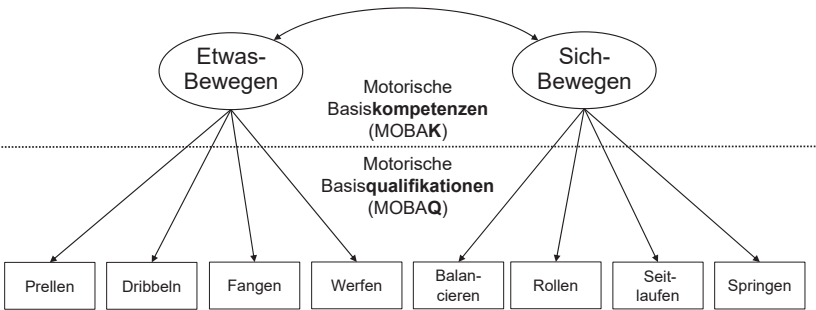 Etwas-
Bewegen
Sich-
Bewegen
Motorische
Basiskompetenzen
(MOBAK)
Motorische
Basisqualifikationen
(MOBAQ)
Prellen
Dribbeln
Fangen
Werfen
Balan-
cieren
Rollen
Seit-
laufen
Springen